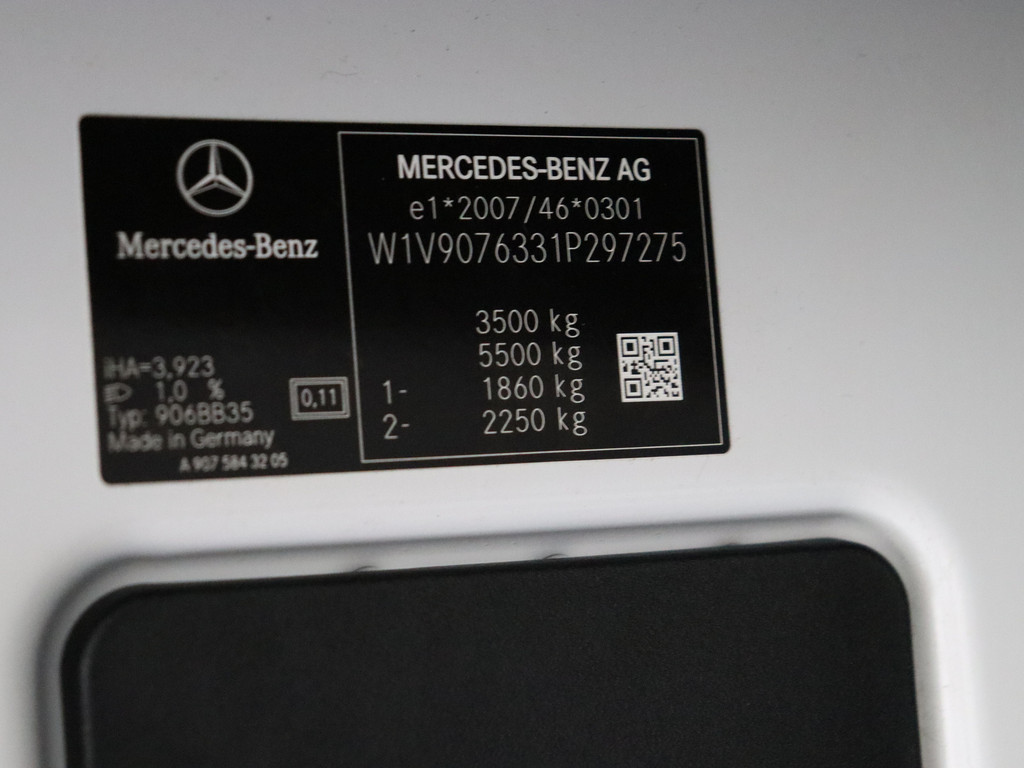 Mercedes-Benz
iHA=3,923
1,0 %
Typ: 906BB35
Made in Germany
A 907 584 32 05
0,11
MERCEDES-BENZ AG
e1*2007/46*0301
W1V9076331P297275
3500 kg
5500 kg
1- 1860 kg
2- 2250 kg